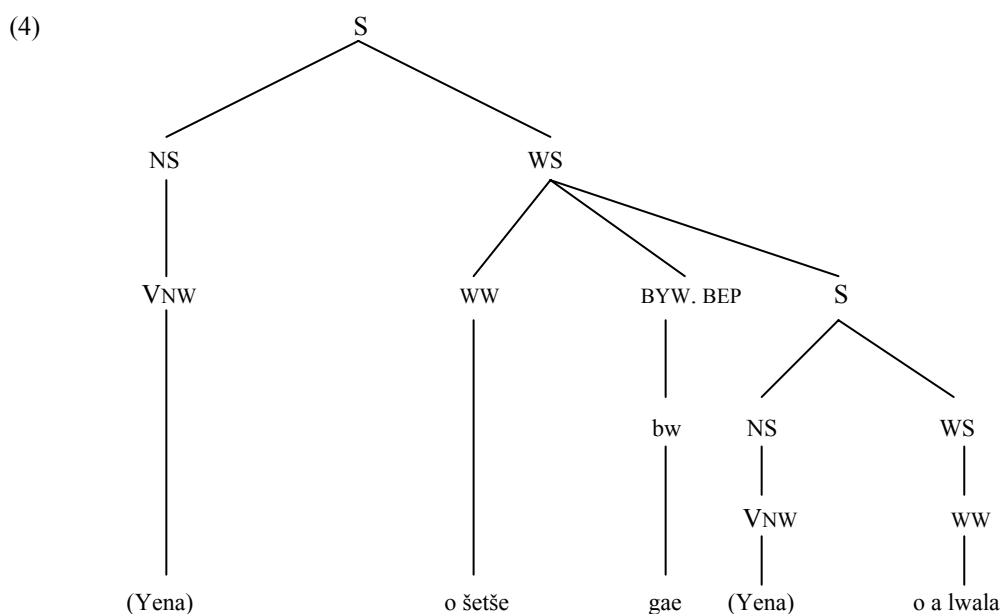 (4)
S
NS WS
VNW WW BYW. BEP S
bw NS WS
VNW WW
(Yena) o šetše gae (Yena) o a lwala